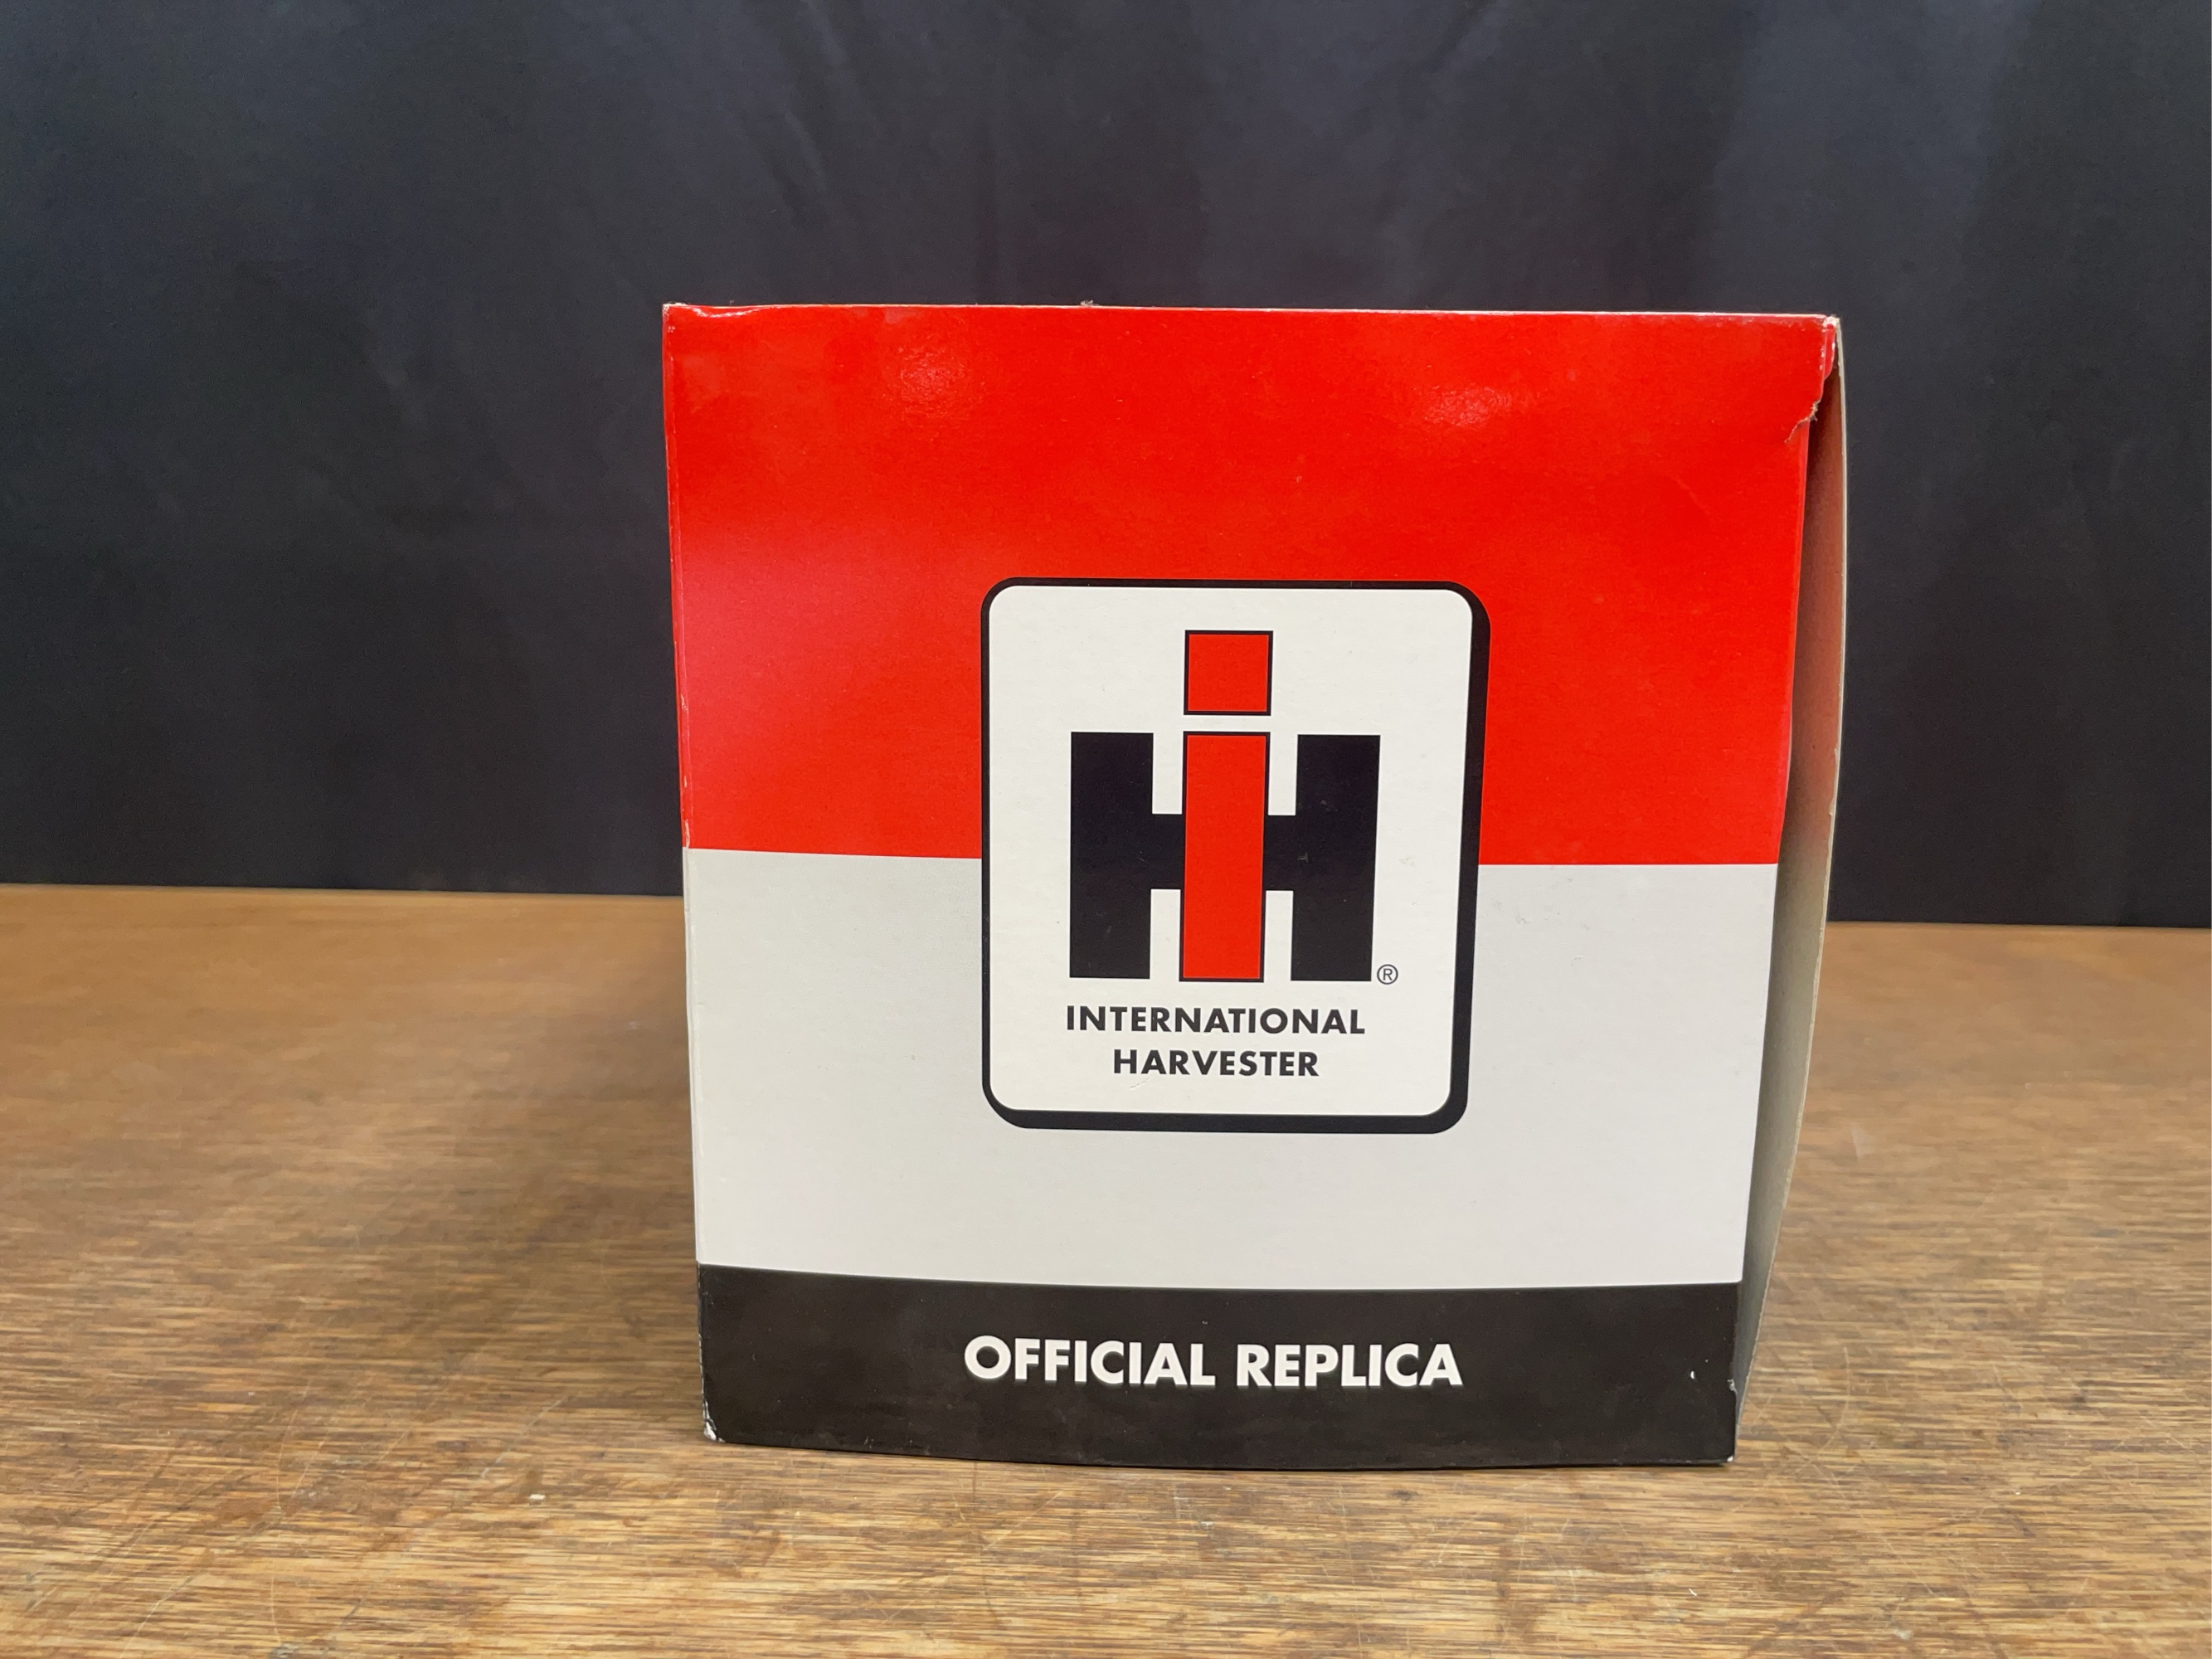 IH®
INTERNATIONAL
HARVESTER
OFFICIAL REPLICA